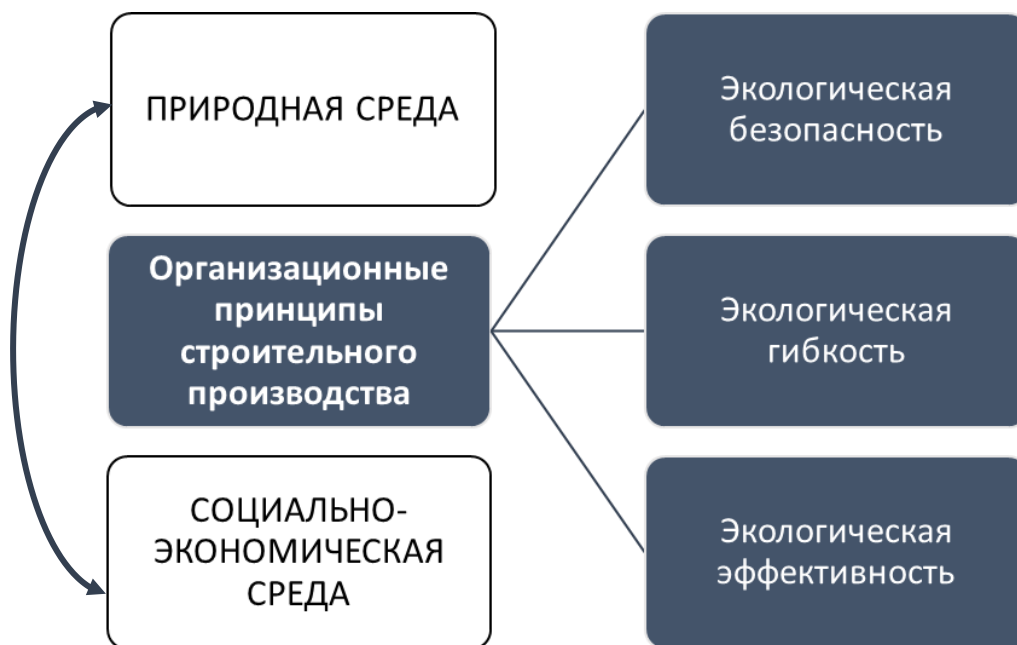 ПРИРОДНАЯ СРЕДА
Организационные
принципы
строительного
производства
СОЦИАЛЬНО-
ЭКОНОМИЧЕСКАЯ
СРЕДА
Экологическая
безопасность
Экологическая
гибкость
Экологическая
эффективность